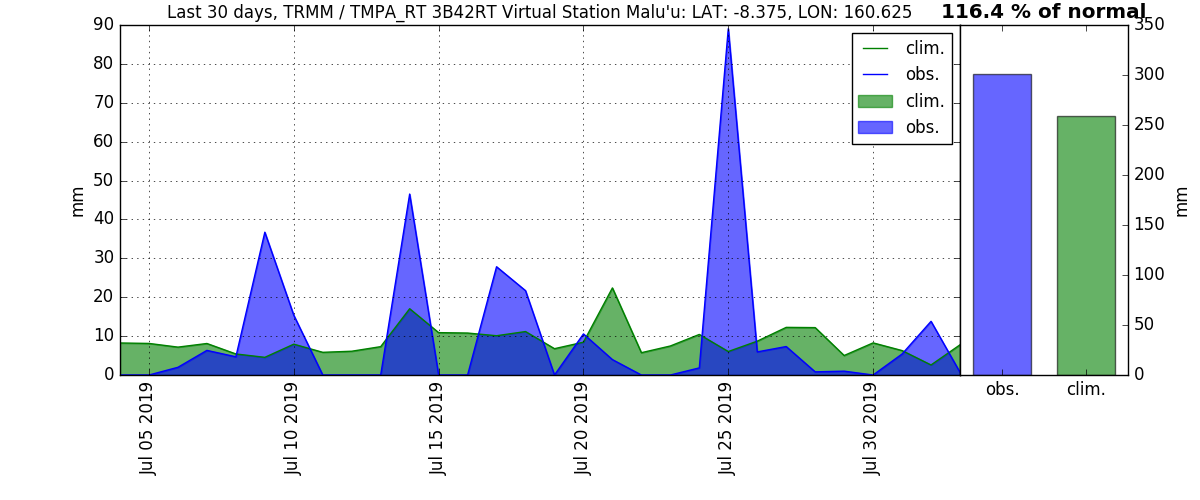 Last 30 days, TRMM / TMPA_RT 3B42RT Virtual Station Malu'u: LAT: -8.375, LON: 160.625
116.4 % of normal
90
80
70
60
50
40
30
20
10
0
mm
clim.
obs.
clim.
obs.
Jul 05 2019
Jul 10 2019
Jul 15 2019
Jul 20 2019
Jul 25 2019
Jul 30 2019
350
300
250
200
150
100
50
0
mm
obs.
clim.